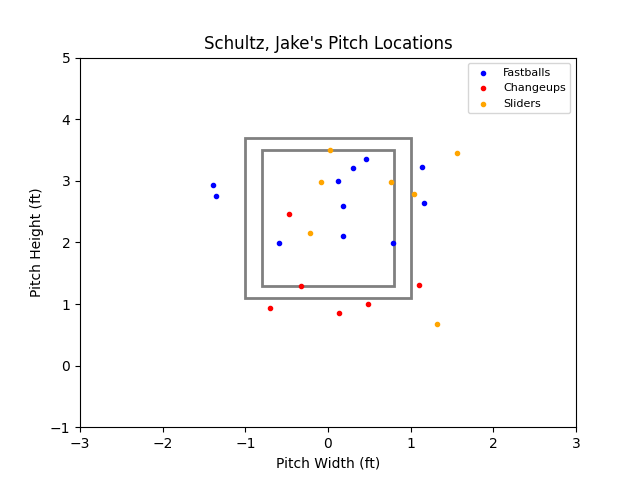 Schultz, Jake's Pitch Locations
Fastballs
Changeups
Sliders
Pitch Height (ft)
5
4
3
2
1
0
−1
−3
−2
−1
0
1
2
3
Pitch Width (ft)